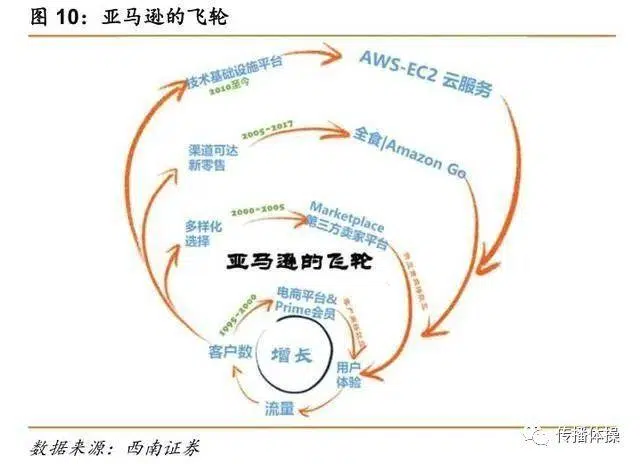 图 10：亚马逊的飞轮
技术基础设施平台
2010至今
AWS-EC2 云服务
渠道可达
新零售
2005-2017
全食|Amazon Go
多样化
选择
2000-2005
Marketplace
第三方卖家平台
亚马逊的飞轮
1995-2000
电商平台&
Prime会员
客户数
增长
用户
体验
流量
数据来源：西南证券
传播体操